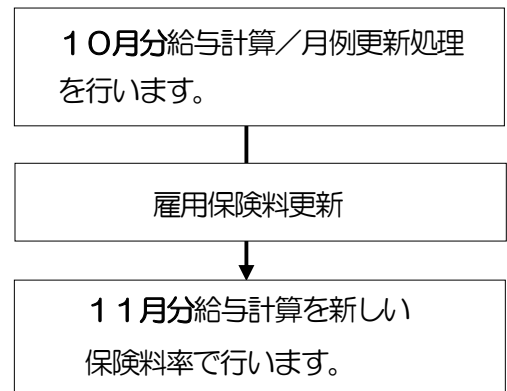 １０月分給与計算／月例更新処理
を行います。
雇用保険料更新
１１月分給与計算を新しい
保険料率で行います。